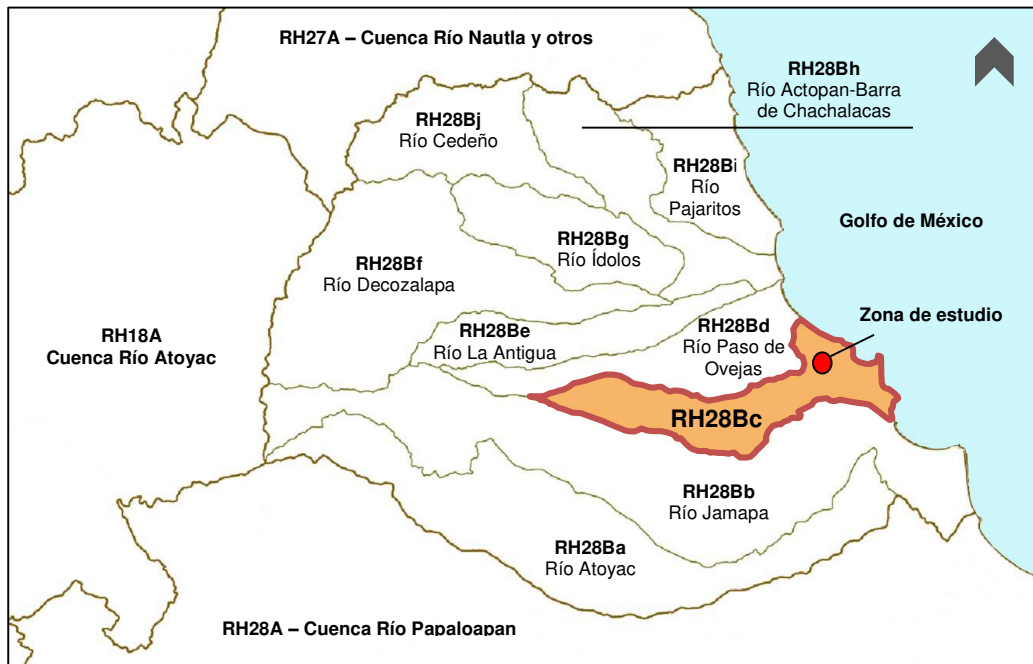 RH27A – Cuenca Río Nautla y otros
RH28Bh
Río Actopan-Barra
de Chachalacas
RH28Bj
Río Cedeño
RH28Bi
Río
Pajaritos
Golfo de México
RH28Bg
Río Ídolos
RH28Bf
Río Decozalapa
Zona de estudio
RH18A
Cuenca Río Atoyac
RH28Be
Río La Antigua
RH28Bd
Río Paso de
Ovejas
RH28Bc
RH28Bb
Río Jamapa
RH28Ba
Río Atoyac
RH28A – Cuenca Río Papaloapan